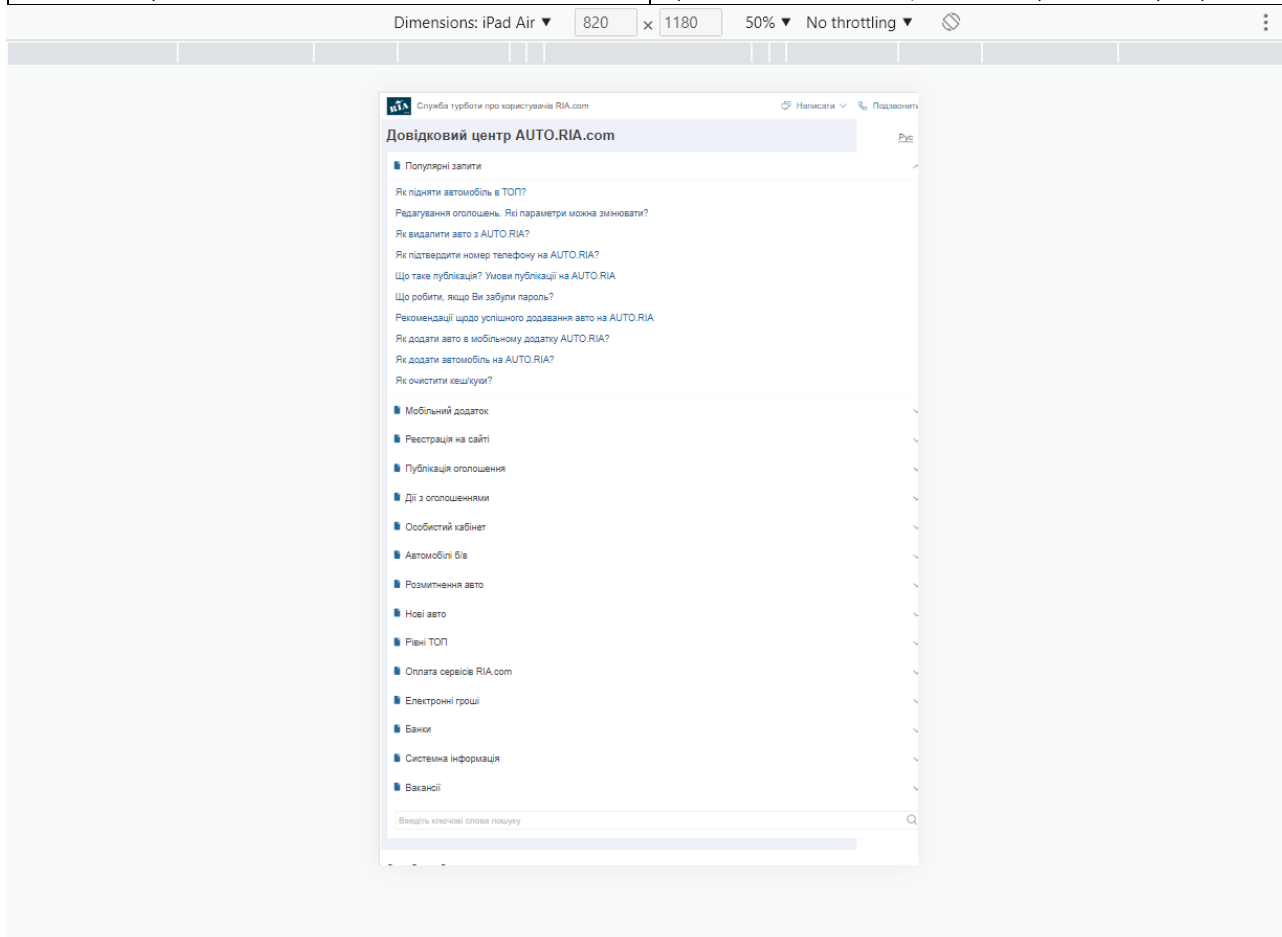 Dimensions: iPad Air ▼ 820 × 1180 50% ▼ No throttling ▼
RIA Служба турботи про користувачів RIA.com Написати Подзвонить
Довідковий центр AUTO.RIA.com Рус
Популярні запити
Як підняти автомобіль в ТОП?
Редагування оголошень. Які параметри можна змінювати?
Як видалити авто з AUTO.RIA?
Як підтвердити номер телефону на AUTO.RIA?
Що таке публікація? Умови публікації на AUTO.RIA
Що робити, якщо Ви забули пароль?
Рекомендації щодо успішного додавання авто на AUTO.RIA
Як додати авто в мобільному додатку AUTO.RIA?
Як додати автомобіль на AUTO.RIA?
Як очистити кеш/куки?
Мобільний додаток
Реєстрація на сайті
Публікація оголошення
Дії з оголошеннями
Особистий кабінет
Автомобілі б/в
Розмитнення авто
Нові авто
Рівні ТОП
Оплата сервісів RIA.com
Електронні гроші
Банки
Системна інформація
Вакансії
Введіть ключові слова пошуку